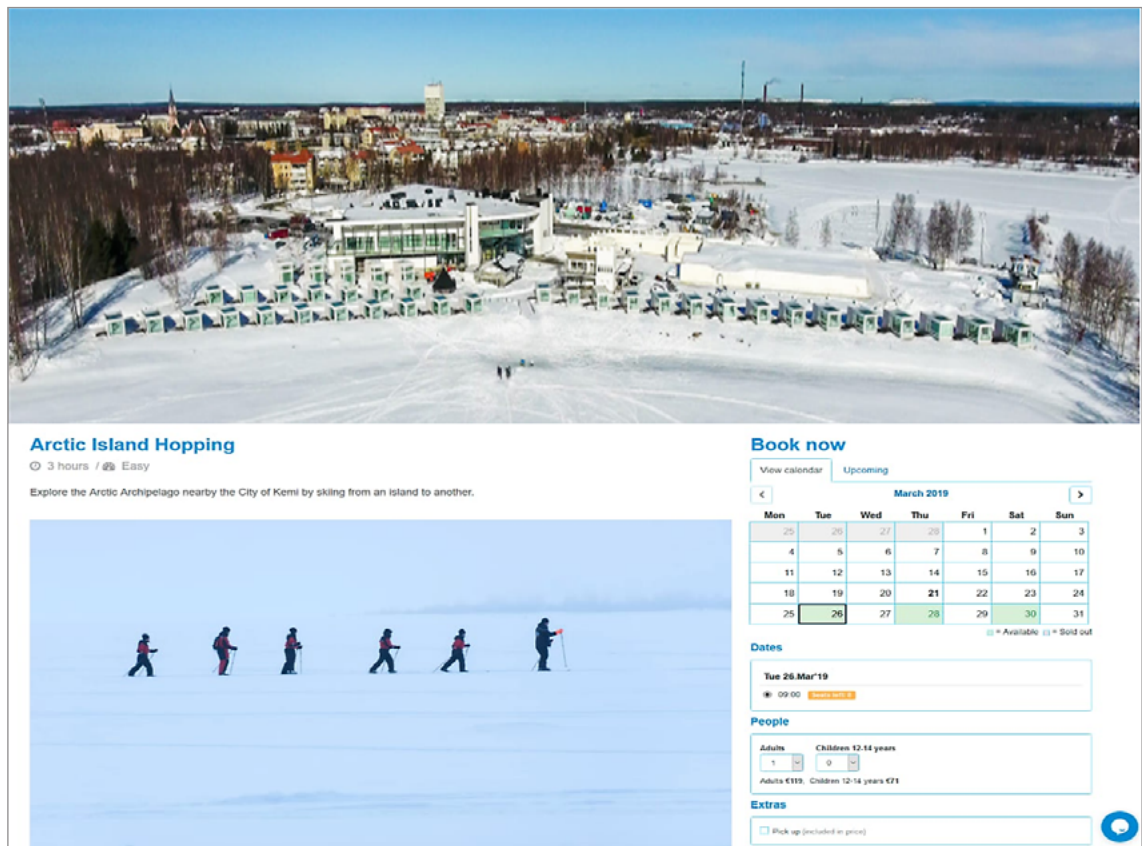 Arctic Island Hopping
3 hours / Easy
Explore the Arctic Archipelago nearby the City of Kemi by skiing from an island to another.
Book now
View calendar Upcoming
March 2019
Mon Tue Wed Thu Fri Sat Sun
25 26 27 28 1 2 3
4 5 6 7 8 9 10
11 12 13 14 15 16 17
18 19 20 21 22 23 24
25 26 27 28 29 30 31
= Available = Sold out
Dates
Tue 26.Mar'19
09:00 Seats left:
People
Adults Children 12-14 years
1 0
Adults €119, Children 12-14 years €71
Extras
Pick up (included in price)